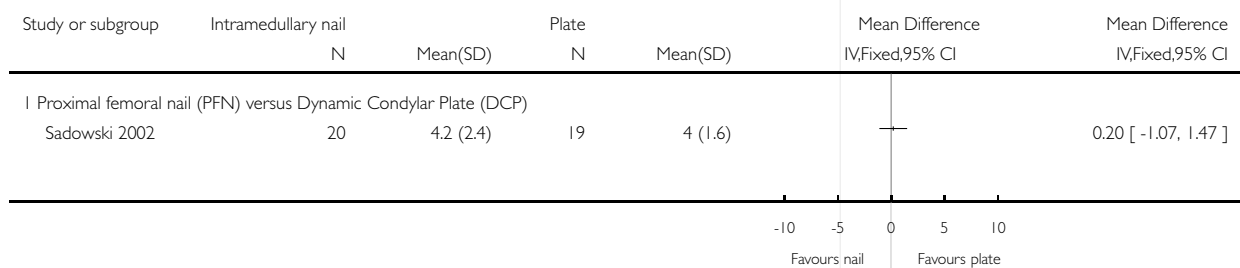 Study or subgroup Intramedullary nail Plate Mean Difference Mean Difference
N Mean(SD) N Mean(SD) IV,Fixed,95% CI IV,Fixed,95% CI
1 Proximal femoral nail (PFN) versus Dynamic Condylar Plate (DCP)
Sadowski 2002 20 4.2 (2.4) 19 4 (1.6) 0.20 [ -1.07, 1.47 ]
-10 -5 0 5 10
Favours nail Favours plate